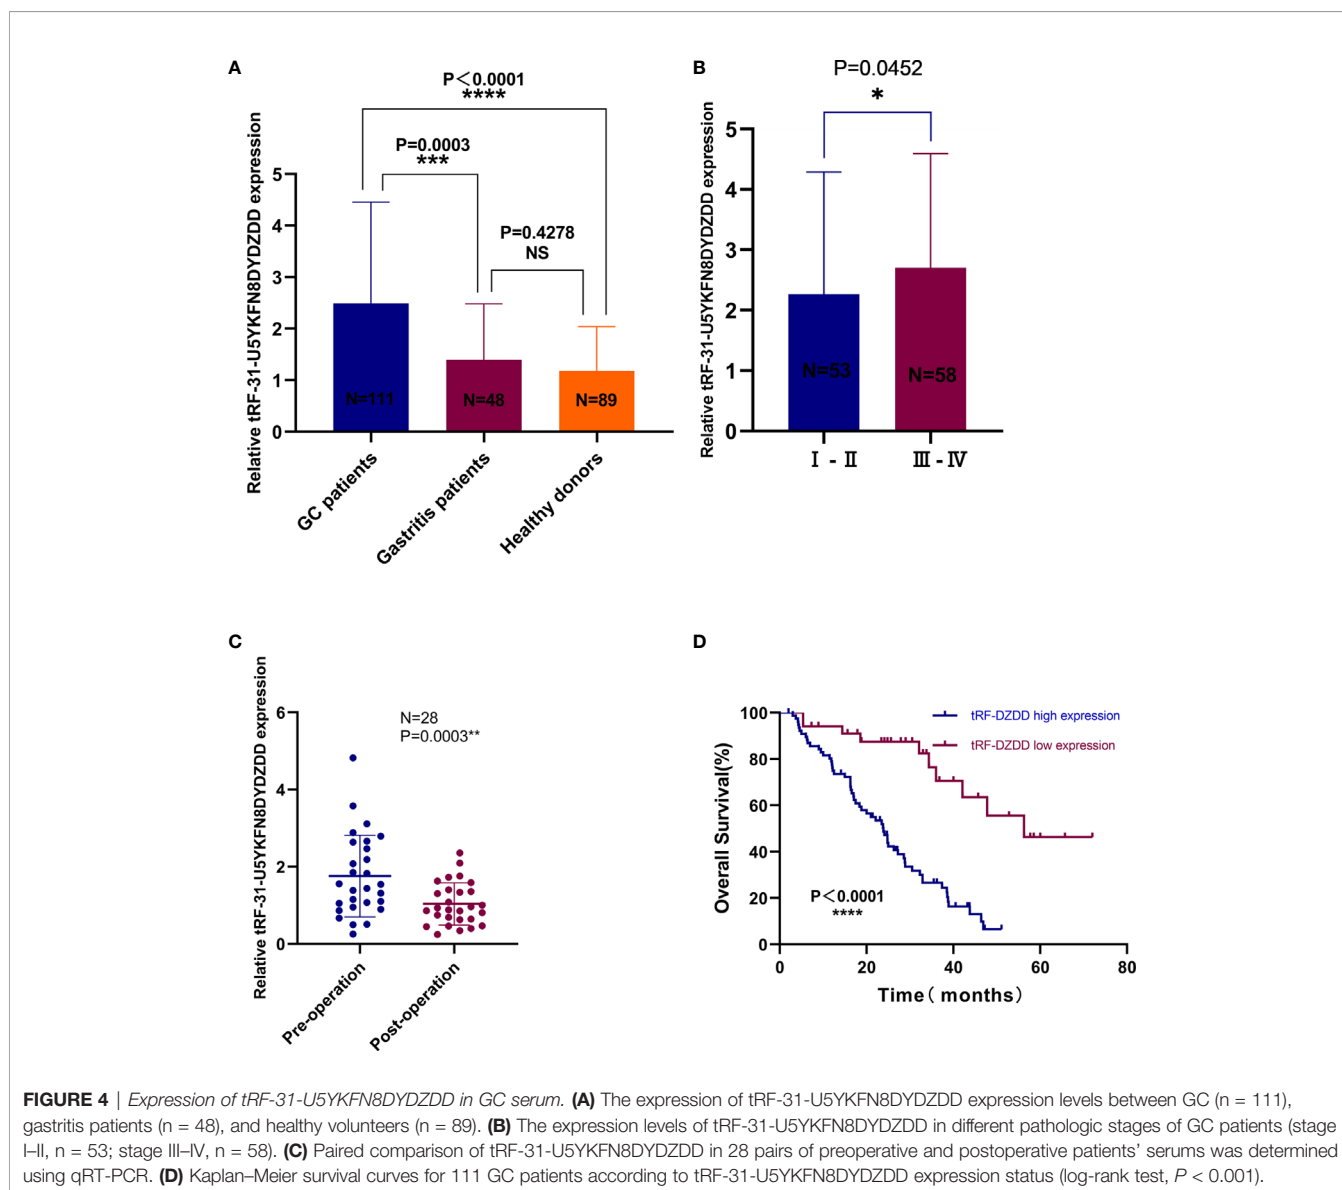 A
P<0.0001
****
P=0.0003
***
P=0.4278
NS
Relative tRF-31-U5YKFN8DYDZDD expression
5
4
3
2
1
0
N=111
N=48
N=89
GC patients
Gastritis patients
Healthy donors
B
P=0.0452
*
Relative tRF-31-U5YKFN8DYDZDD expression
5
4
3
2
1
0
N=53
N=58
Ⅰ - Ⅱ
Ⅲ - Ⅳ
C
Relative tRF-31-U5YKFN8DYDZDD expression
6
4
2
0
N=28
P=0.0003**
Pre-operation
Post-operation
D
Overall Survival(%)
100
80
60
40
20
0
tRF-DZDD high expression
tRF-DZDD low expression
P<0.0001
****
0 20 40 60 80
Time( months)
FIGURE 4 | Expression of tRF-31-U5YKFN8DYDZDD in GC serum. (A) The expression of tRF-31-U5YKFN8DYDZDD expression levels between GC (n = 111),
gastritis patients (n = 48), and healthy volunteers (n = 89). (B) The expression levels of tRF-31-U5YKFN8DYDZDD in different pathologic stages of GC patients (stage
I–II, n = 53; stage III–IV, n = 58). (C) Paired comparison of tRF-31-U5YKFN8DYDZDD in 28 pairs of preoperative and postoperative patients' serums was determined
using qRT-PCR. (D) Kaplan–Meier survival curves for 111 GC patients according to tRF-31-U5YKFN8DYDZDD expression status (log-rank test, P < 0.001).